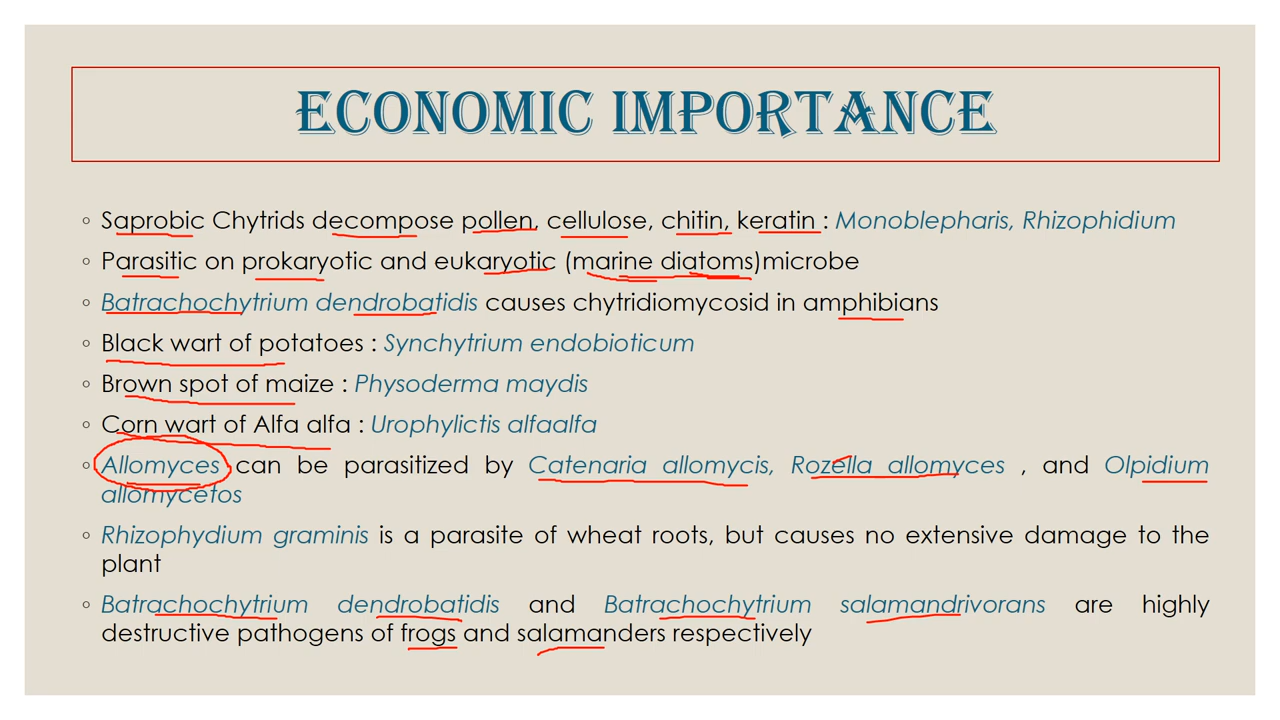 ECONOMIC IMPORTANCE
◦ Saprobic Chytrids decompose pollen, cellulose, chitin, keratin : Monoblepharis, Rhizophidium
◦ Parasitic on prokaryotic and eukaryotic (marine diatoms)microbe
◦ Batrachochytrium dendrobatidis causes chytridiomycosid in amphibians
◦ Black wart of potatoes : Synchytrium endobioticum
◦ Brown spot of maize : Physoderma maydis
◦ Corn wart of Alfa alfa : Urophylictis alfaalfa
◦ Allomyces can be parasitized by Catenaria allomycis, Rozella allomyces , and Olpidium
allomycetos
◦ Rhizophydium graminis is a parasite of wheat roots, but causes no extensive damage to the
plant
◦ Batrachochytrium dendrobatidis and Batrachochytrium salamandrivorans are highly
destructive pathogens of frogs and salamanders respectively